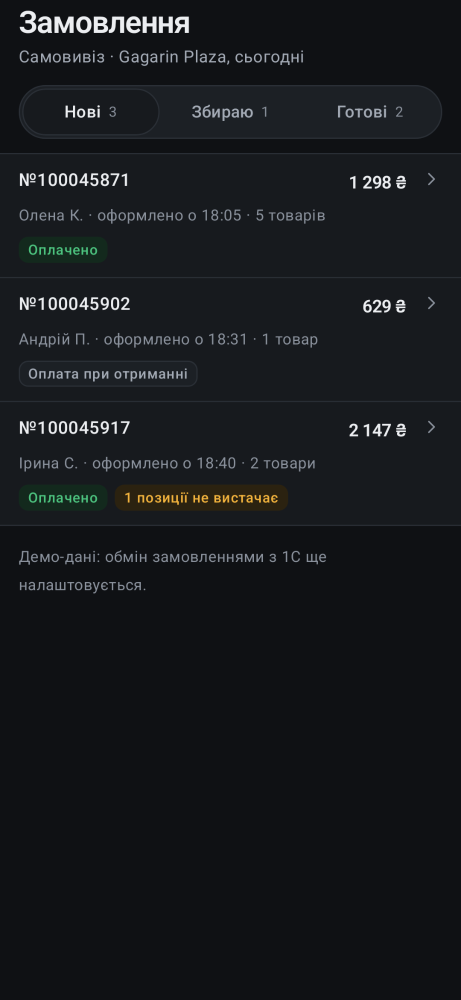 Замовлення
Самовивіз · Gagarin Plaza, сьогодні
Нові 3 Збираю 1 Готові 2
№100045871 1 298 ₴
Олена К. · оформлено о 18:05 · 5 товарів
Оплачено
№100045902 629 ₴
Андрій П. · оформлено о 18:31 · 1 товар
Оплата при отриманні
№100045917 2 147 ₴
Ірина С. · оформлено о 18:40 · 2 товари
Оплачено 1 позиції не вистачає
Демо-дані: обмін замовленнями з 1С ще
налаштовується.